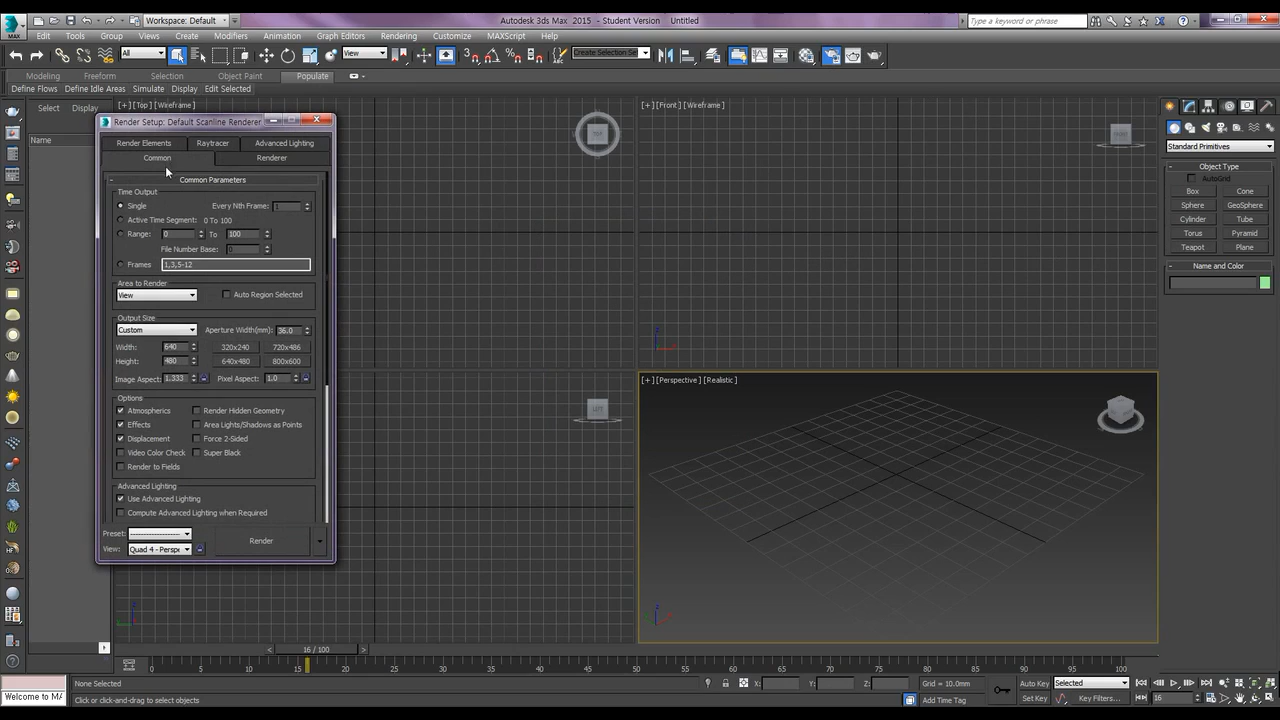 MAX Workspace: Default Autodesk 3ds Max 2015 - Student Version Untitled Type a keyword or phrase
Edit Tools Group Views Create Modifiers Animation Graph Editors Rendering Customize MAXScript Help
All View Create Selection Se
Modeling Freeform Selection Object Paint Populate
Define Flows Define Idle Areas Simulate Display Edit Selected
Select Display
Name
[+] [Top] [Wireframe]
[+] [Front] [Wireframe]
Render Setup: Default Scanline Renderer
Render Elements Raytracer Advanced Lighting
Common Renderer
- Common Parameters
Time Output
Single Every Nth Frame: 1
Active Time Segment: 0 To 100
Range: 0 To 100
File Number Base: 0
Frames 1,3,5-12
Area to Render
View Auto Region Selected
Output Size
Custom Aperture Width(mm): 36.0
Width: 640 320x240 720x486
Height: 480 640x480 800x600
Image Aspect: 1.333 Pixel Aspect: 1.0
Options
Atmospherics Render Hidden Geometry
Effects Area Lights/Shadows as Points
Displacement Force 2-Sided
Video Color Check Super Black
Render to Fields
Advanced Lighting
Use Advanced Lighting
Compute Advanced Lighting when Required
Preset: --------------------
View: Quad 4 - Perspe Render
[+] [Perspective] [Realistic]
Standard Primitives
- Object Type
AutoGrid
Box Cone
Sphere GeoSphere
Cylinder Tube
Torus Pyramid
Teapot Plane
- Name and Color
TOP
FRONT
LEFT
< 16 / 100 >
0 5 10 15 20 25 30 35 40 45 50 55 60 65 70 75 80 85 90 95 100
None Selected X: Y: Z: Grid = 10.0mm Auto Key Selected
Welcome to MA Click or click-and-drag to select objects Add Time Tag Set Key Key Filters... 16